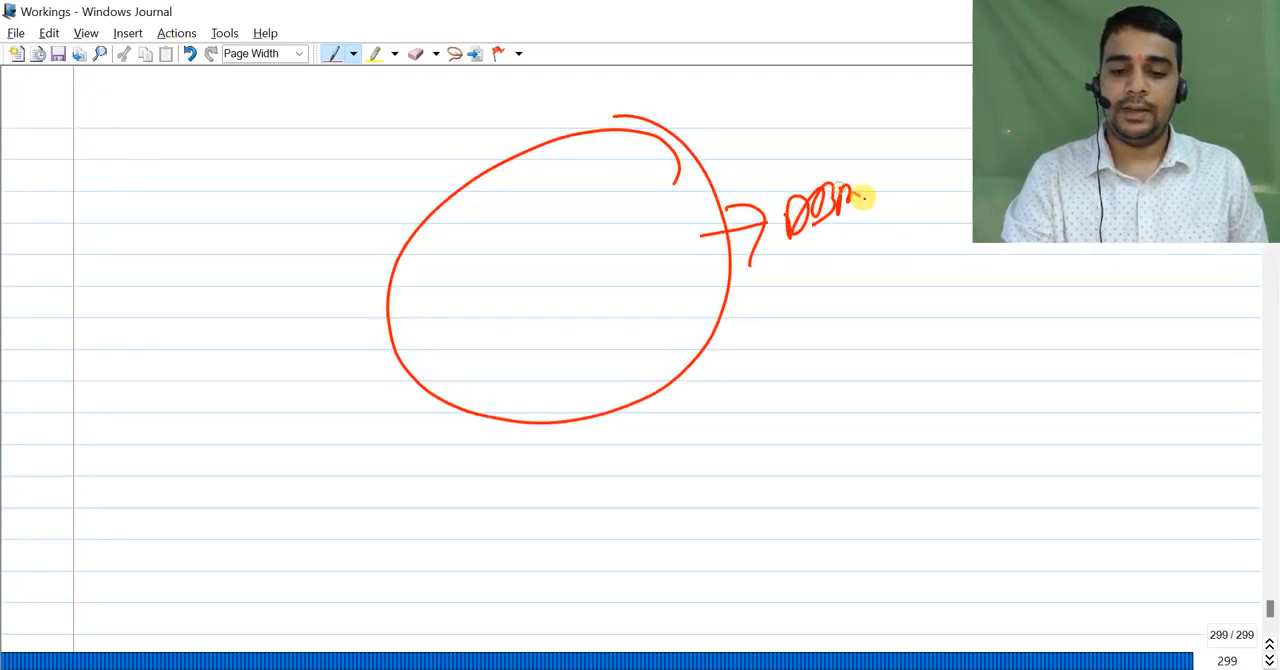 Workings - Windows Journal
File Edit View Insert Actions Tools Help
Page Width
299 / 299
299